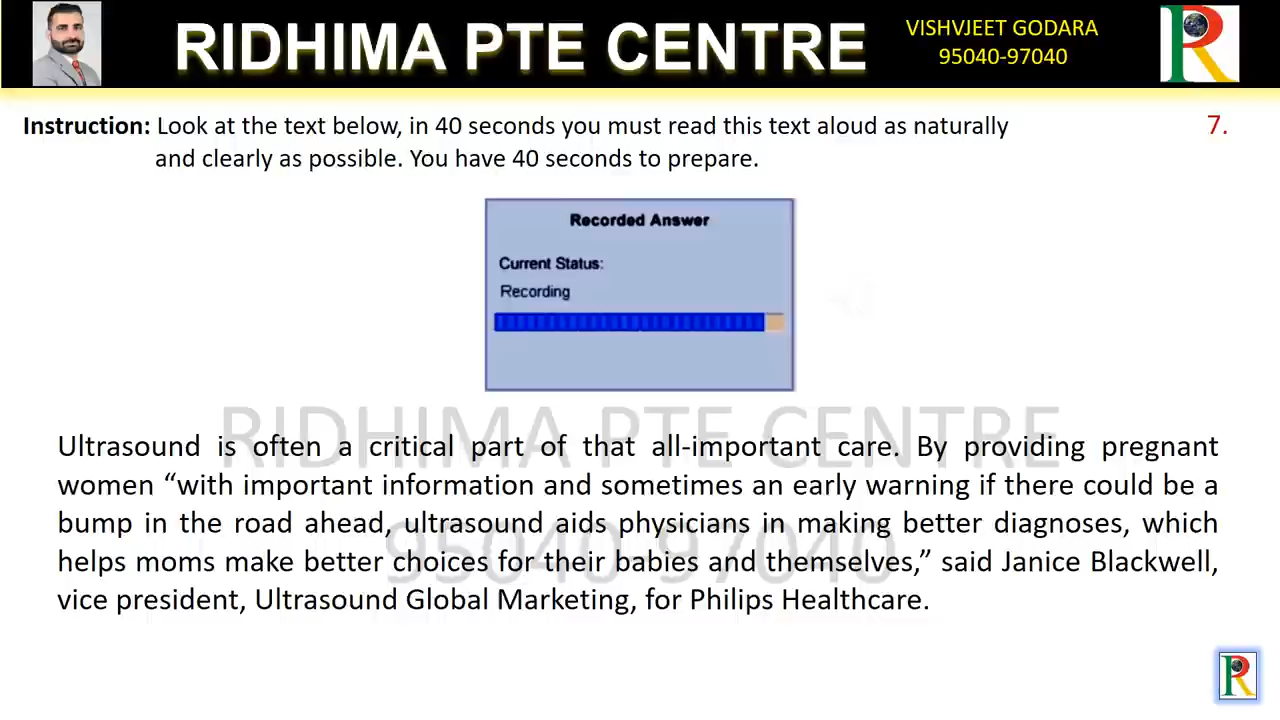 RIDHIMA PTE CENTRE
VISHVJEET GODARA
95040-97040
R
Instruction: Look at the text below, in 40 seconds you must read this text aloud as naturally
and clearly as possible. You have 40 seconds to prepare.
7.
Recorded Answer
Current Status:
Recording
RIDHIMA PTE CENTRE
Ultrasound is often a critical part of that all-important care. By providing pregnant
women “with important information and sometimes an early warning if there could be a
bump in the road ahead, ultrasound aids physicians in making better diagnoses, which
95040-97040
helps moms make better choices for their babies and themselves,” said Janice Blackwell,
vice president, Ultrasound Global Marketing, for Philips Healthcare.
R